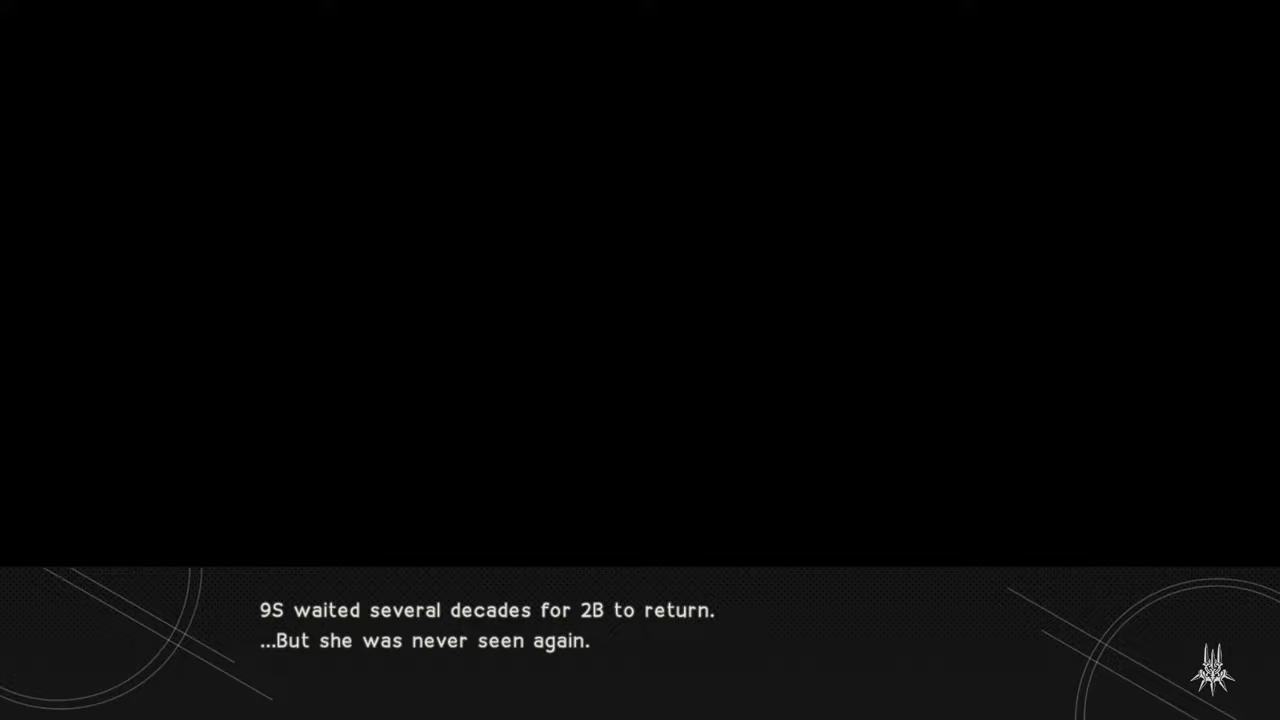 9S waited several decades for 2B to return.
...But she was never seen again.